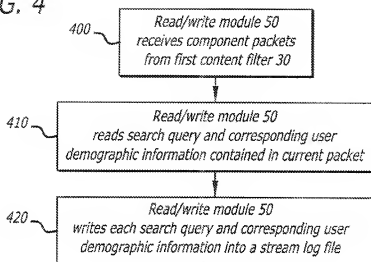 G. 4
400
Read/write module 50
receives component packets
from first content filter 30
410
Read/write module 50
reads search query and corresponding user
demographic information contained in current packet
420
Read/write module 50
writes each search query and corresponding user
demographic information into a stream log file